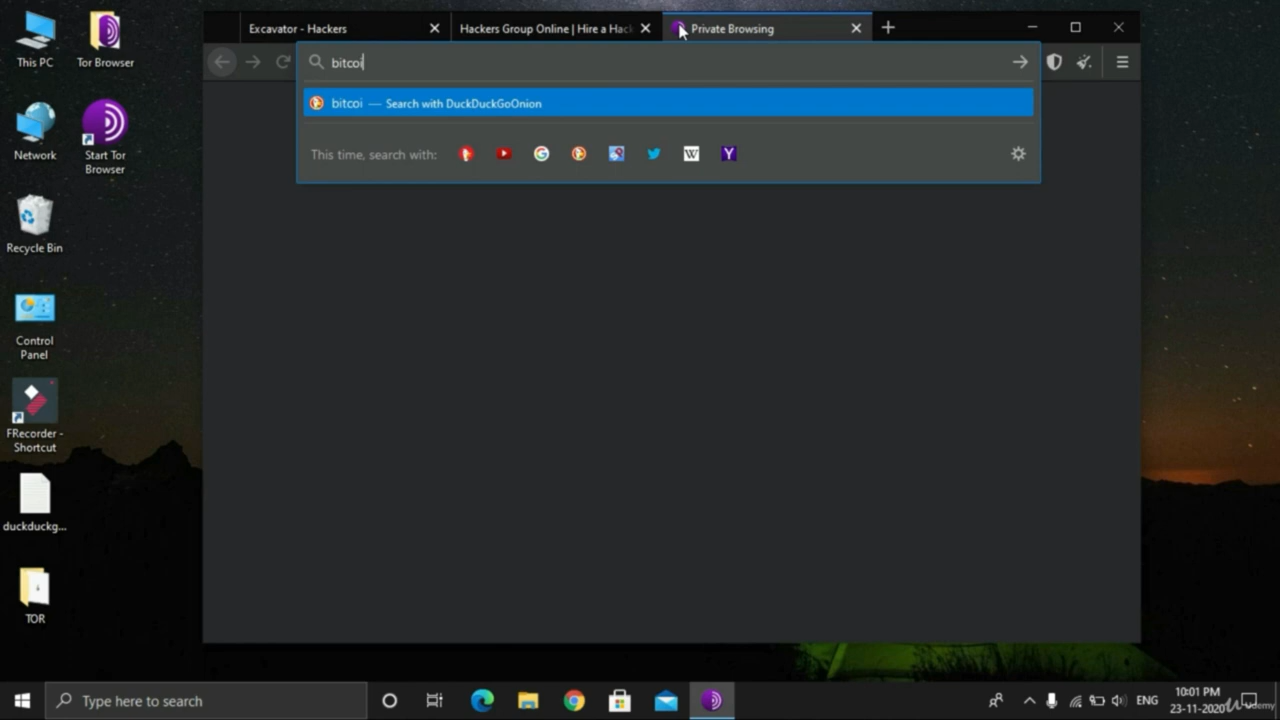 This PC
Tor Browser
Network
Start Tor
Browser
Recycle Bin
Control
Panel
FRecorder -
Shortcut
duckduckg...
TOR
Excavator - Hackers
Hackers Group Online | Hire a Hac
Private Browsing
bitcoi
bitcoi — Search with DuckDuckGoOnion
This time, search with:
W
Y
Type here to search
ENG
10:01 PM
23-11-2020
Udemy